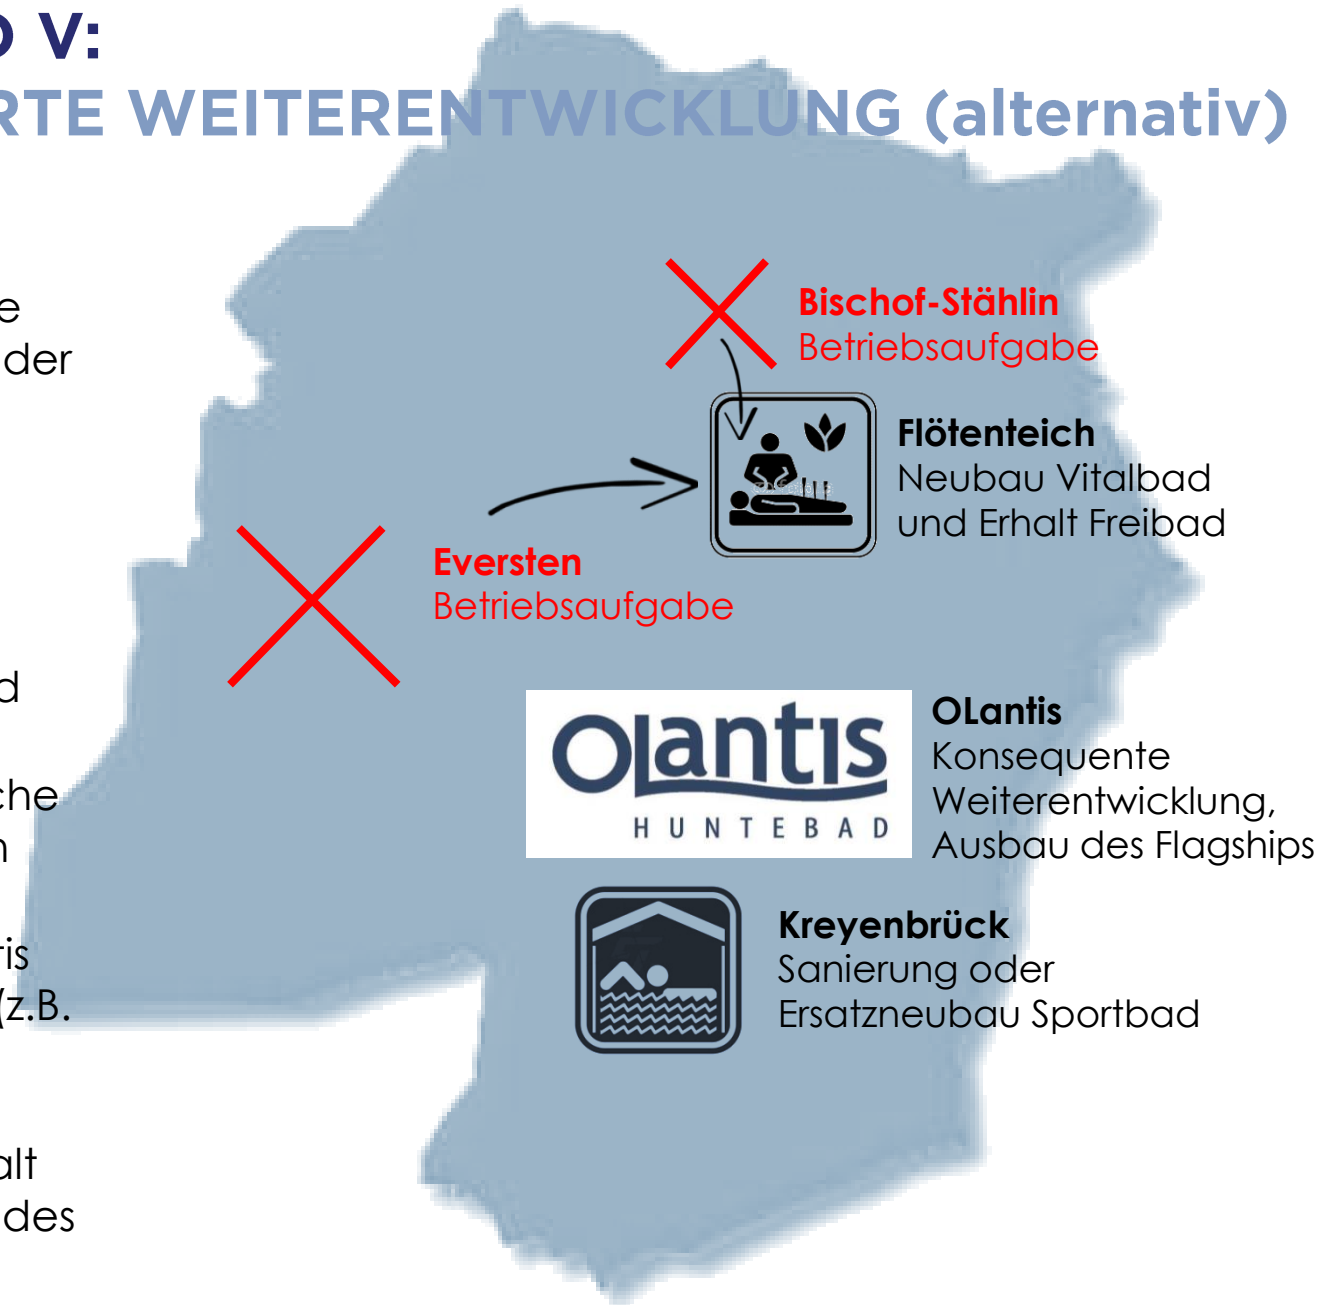 D V:
RTE WEITERENTWICKLUNG (alternativ)
e
der
d
che
n
tis
(z.B.
alt
des
Bischof-Stählin
Betriebsaufgabe
Flötenteich
Neubau Vitalbad
und Erhalt Freibad
Eversten
Betriebsaufgabe
OLantis
HUNTEBAD
OLantis
Konsequente
Weiterentwicklung,
Ausbau des Flagships
Kreyenbrück
Sanierung oder
Ersatzneubau Sportbad